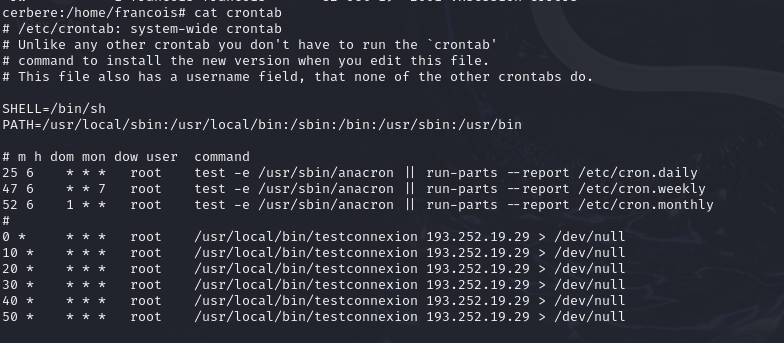 cerbere:/home/francois# cat crontab
# /etc/crontab: system-wide crontab
# Unlike any other crontab you don't have to run the `crontab'
# command to install the new version when you edit this file.
# This file also has a username field, that none of the other crontabs do.
SHELL=/bin/sh
PATH=/usr/local/sbin:/usr/local/bin:/sbin:/bin:/usr/sbin:/usr/bin
# m h dom mon dow user  command
25 6    * * *   root    test -e /usr/sbin/anacron || run-parts --report /etc/cron.daily
47 6    * * 7   root    test -e /usr/sbin/anacron || run-parts --report /etc/cron.weekly
52 6    1 * *   root    test -e /usr/sbin/anacron || run-parts --report /etc/cron.monthly
#
0 *     * * *   root    /usr/local/bin/testconnexion 193.252.19.29 > /dev/null
10 *    * * *   root    /usr/local/bin/testconnexion 193.252.19.29 > /dev/null
20 *    * * *   root    /usr/local/bin/testconnexion 193.252.19.29 > /dev/null
30 *    * * *   root    /usr/local/bin/testconnexion 193.252.19.29 > /dev/null
40 *    * * *   root    /usr/local/bin/testconnexion 193.252.19.29 > /dev/null
50 *    * * *   root    /usr/local/bin/testconnexion 193.252.19.29 > /dev/null